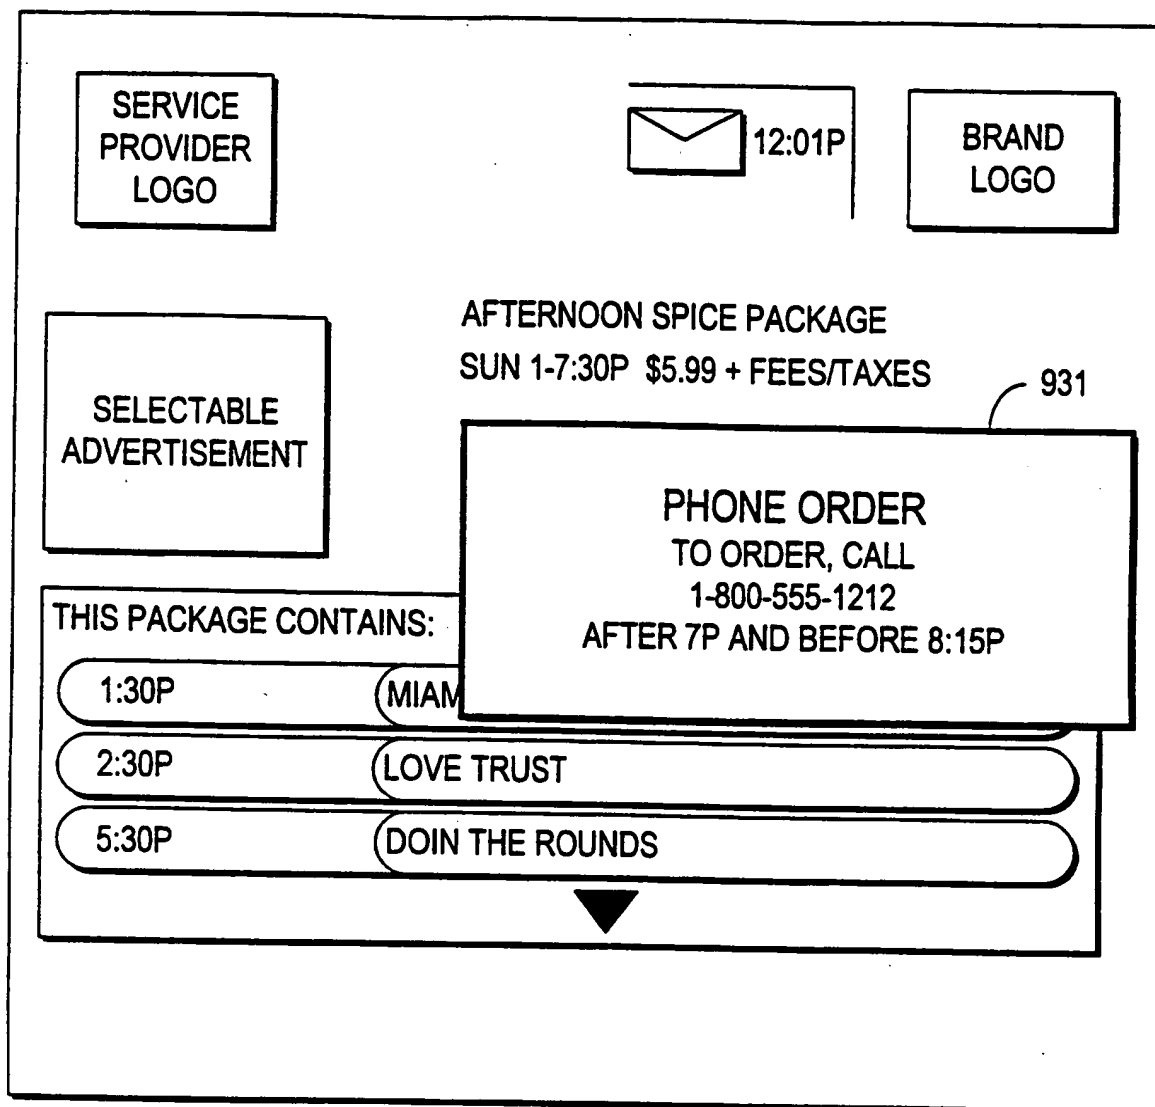 SERVICE
PROVIDER
LOGO
12:01P
BRAND
LOGO
AFTERNOON SPICE PACKAGE
SUN 1-7:30P $5.99 + FEES/TAXES
931
SELECTABLE
ADVERTISEMENT
PHONE ORDER
TO ORDER, CALL
1-800-555-1212
AFTER 7P AND BEFORE 8:15P
THIS PACKAGE CONTAINS:
1:30P MIAM
2:30P LOVE TRUST
5:30P DOIN THE ROUNDS